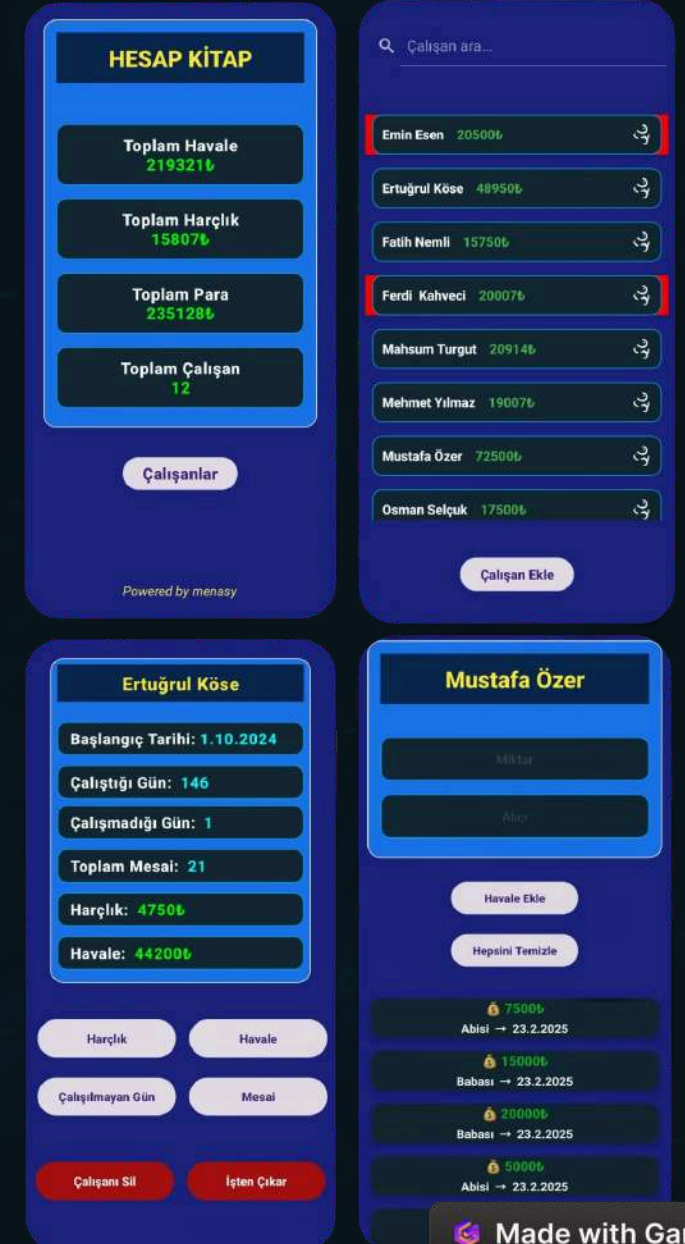 HESAP KİTAP
Toplam Havale
219321₺
Toplam Harçlık
15807₺
Toplam Para
235128₺
Toplam Çalışan
12
Çalışanlar
Powered by menasy
Çalışan ara...
Emin Esen 20500₺
Ertuğrul Köse 48950₺
Fatih Nemli 15750₺
Ferdi Kahveci 20007₺
Mahsum Turgut 20914₺
Mehmet Yılmaz 19007₺
Mustafa Özer 72500₺
Osman Selçuk 17500₺
Çalışan Ekle
Ertuğrul Köse
Başlangıç Tarihi: 1.10.2024
Çalıştığı Gün: 146
Çalışmadığı Gün: 1
Toplam Mesai: 21
Harçlık: 4750₺
Havale: 44200₺
Harçlık
Havale
Çalışılmayan Gün
Mesai
Çalışanı Sil
İşten Çıkar
Mustafa Özer
Miktar
Alıcı
Havale Ekle
Hepsini Temizle
7500₺
Abisi → 23.2.2025
15000₺
Babası → 23.2.2025
20000₺
Babası → 23.2.2025
5000₺
Abisi → 23.2.2025
Made with Gam